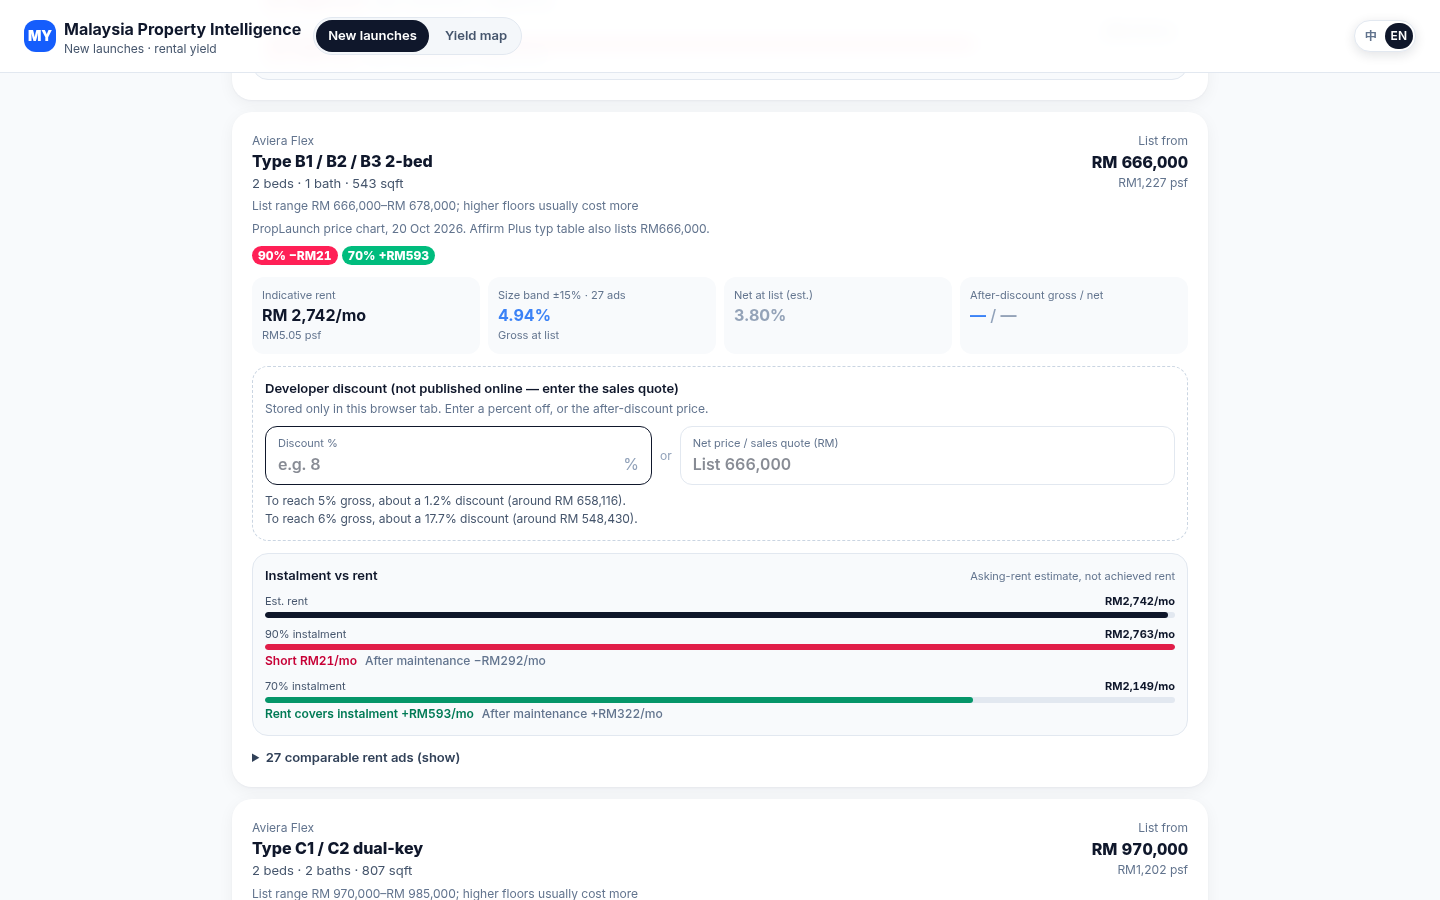 MY
Malaysia Property Intelligence
New launches · rental yield
New launches
Yield map
中
EN
Aviera Flex
List from
Type B1 / B2 / B3 2-bed
RM 666,000
2 beds · 1 bath · 543 sqft
RM1,227 psf
List range RM 666,000–RM 678,000; higher floors usually cost more
PropLaunch price chart, 20 Oct 2026. Affirm Plus typ table also lists RM666,000.
90% −RM21
70% +RM593
Indicative rent
RM 2,742/mo
RM5.05 psf
Size band ±15% · 27 ads
4.94%
Gross at list
Net at list (est.)
3.80%
After-discount gross / net
— / —
Developer discount (not published online — enter the sales quote)
Stored only in this browser tab. Enter a percent off, or the after-discount price.
Discount %
e.g. 8
%
or
Net price / sales quote (RM)
List 666,000
To reach 5% gross, about a 1.2% discount (around RM 658,116).
To reach 6% gross, about a 17.7% discount (around RM 548,430).
Instalment vs rent
Asking-rent estimate, not achieved rent
Est. rent
RM2,742/mo
90% instalment
RM2,763/mo
Short RM21/mo After maintenance −RM292/mo
70% instalment
RM2,149/mo
Rent covers instalment +RM593/mo After maintenance +RM322/mo
▶ 27 comparable rent ads (show)
Aviera Flex
List from
Type C1 / C2 dual-key
RM 970,000
2 beds · 2 baths · 807 sqft
RM1,202 psf
List range RM 970,000–RM 985,000; higher floors usually cost more